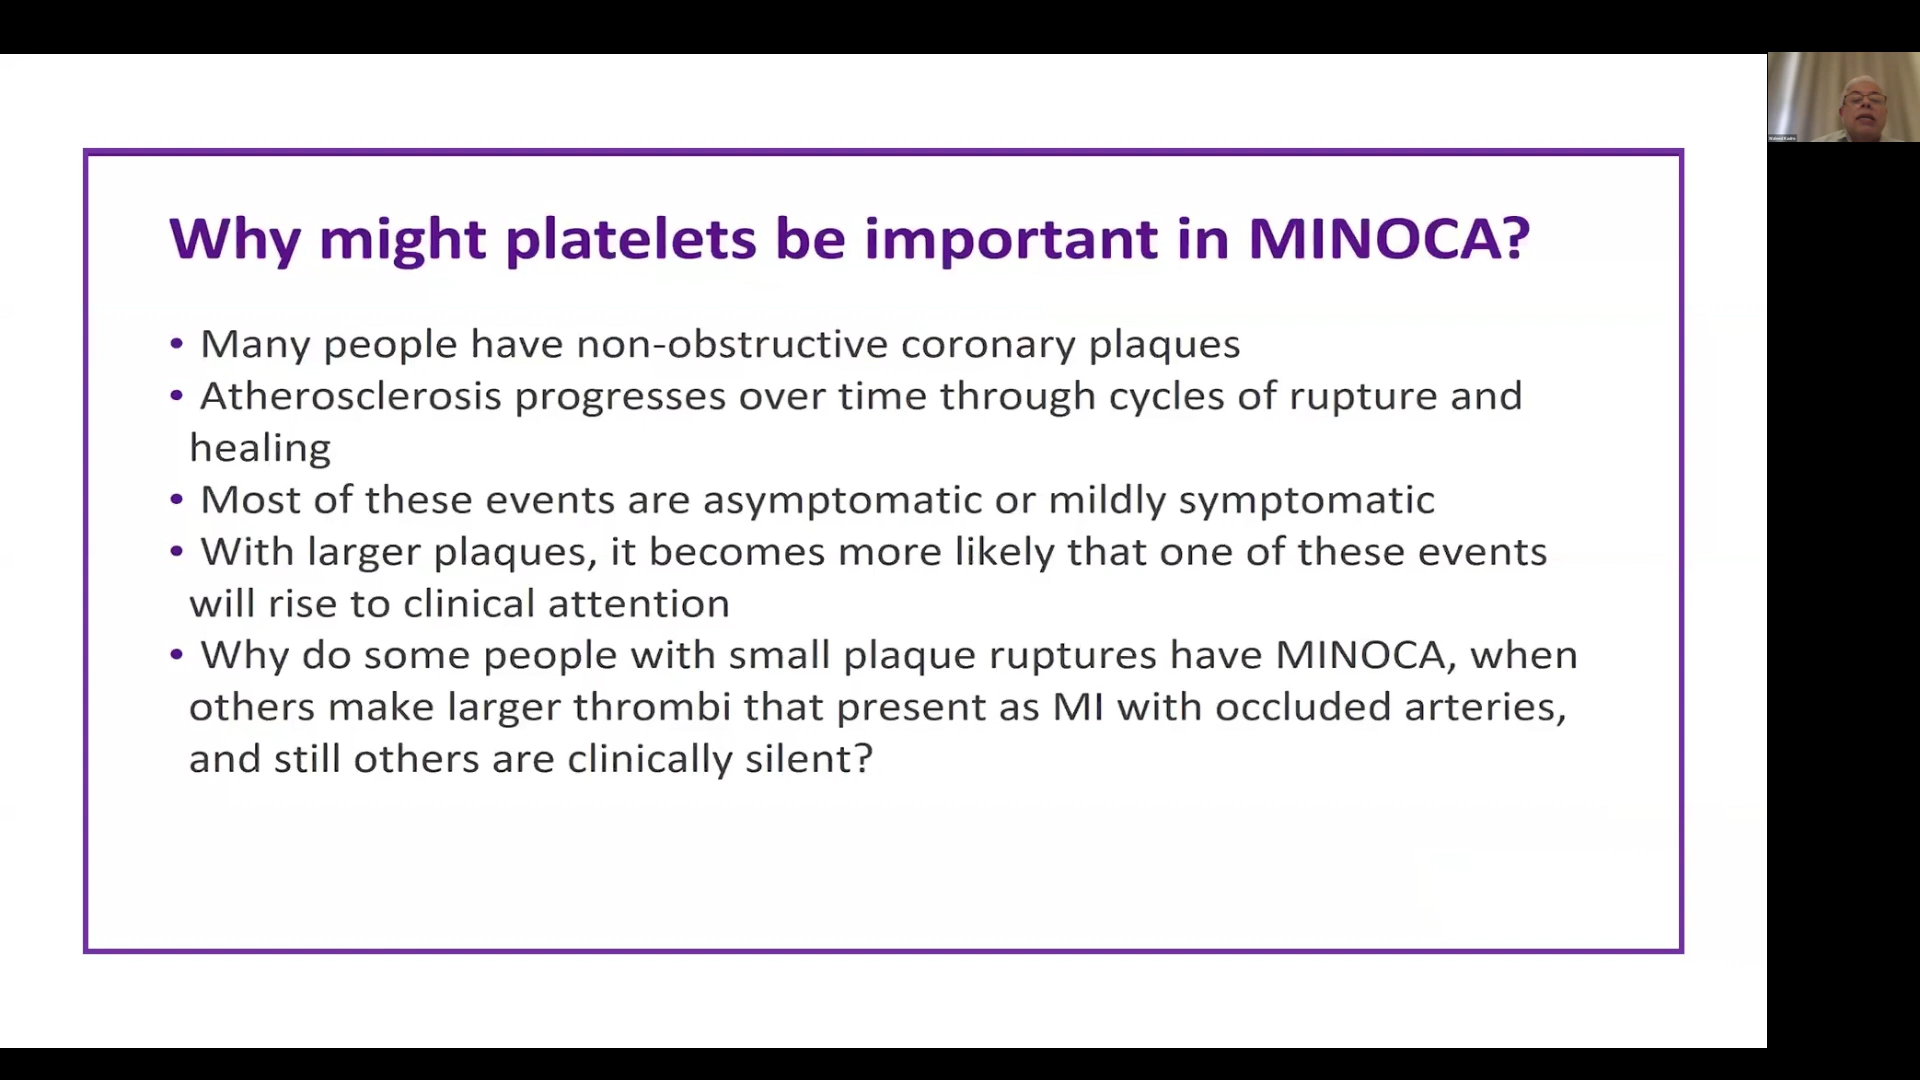 Why might platelets be important in MINOCA?
• Many people have non-obstructive coronary plaques
• Atherosclerosis progresses over time through cycles of rupture and
healing
• Most of these events are asymptomatic or mildly symptomatic
• With larger plaques, it becomes more likely that one of these events
will rise to clinical attention
• Why do some people with small plaque ruptures have MINOCA, when
others make larger thrombi that present as MI with occluded arteries,
and still others are clinically silent?